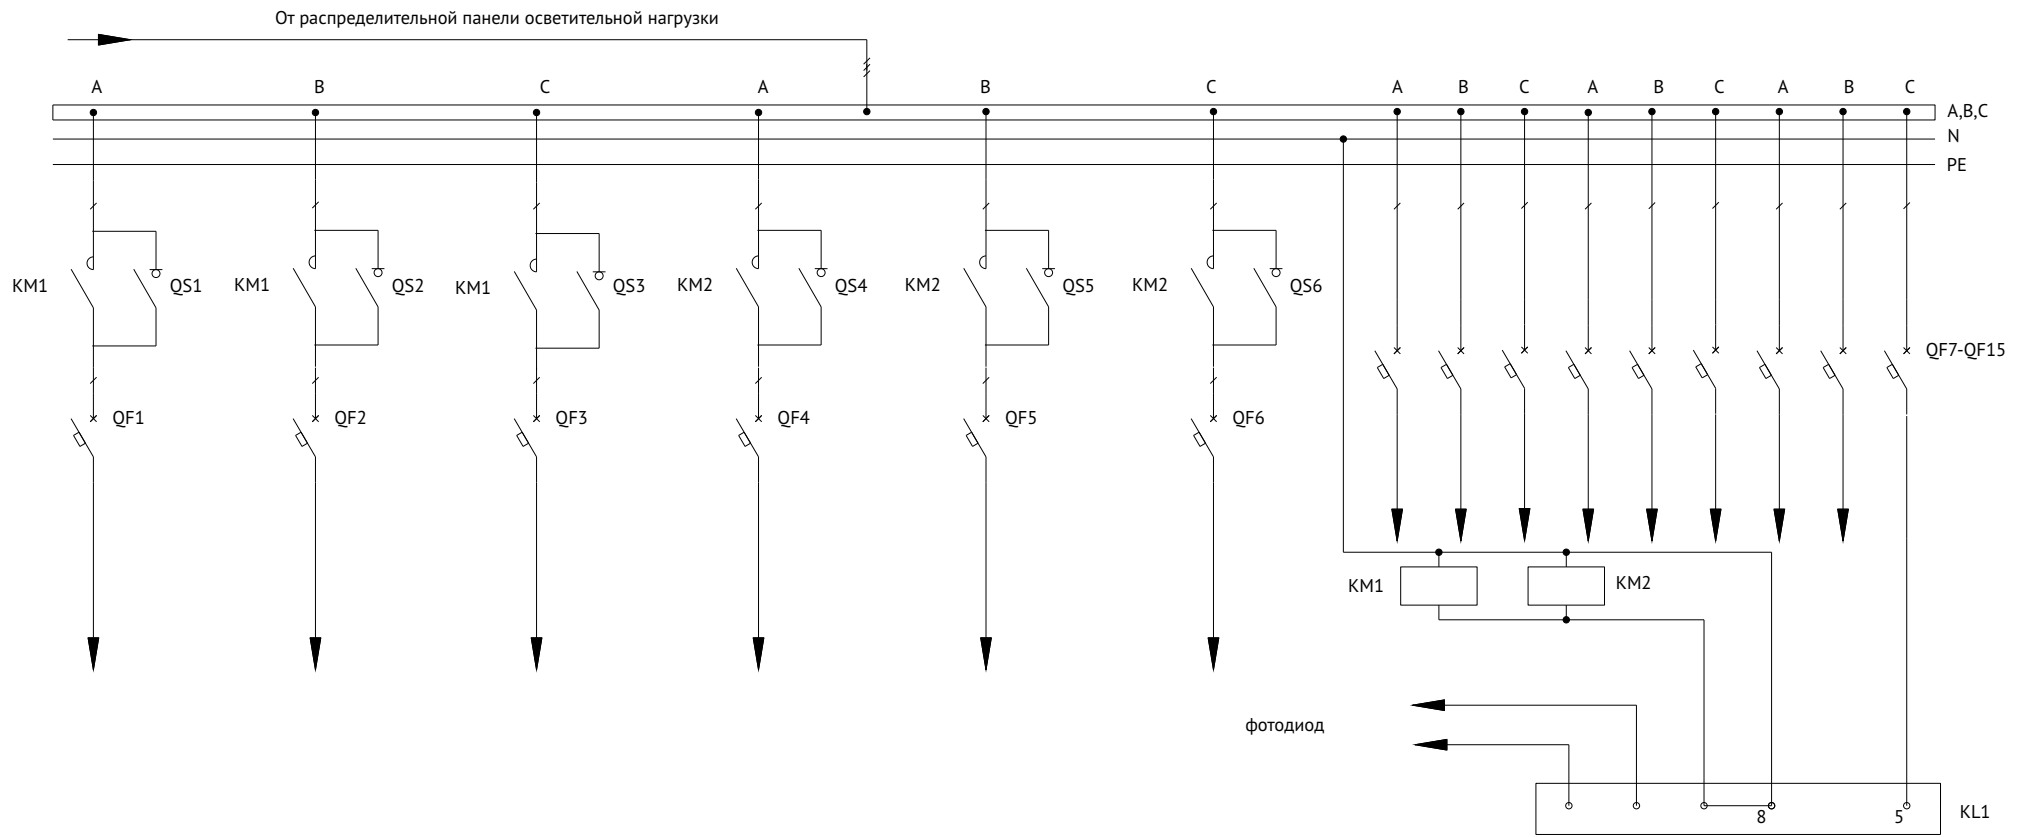 От распределительной панели осветительной нагрузки
A B C A B C A B C A B C A B C
A,B,C
N
PE
KM1 QS1 KM1 QS2 KM1 QS3 KM2 QS4 KM2 QS5 KM2 QS6
QF7-QF15
QF1 QF2 QF3 QF4 QF5 QF6
KM1 KM2
фотодиод
8 5 KL1